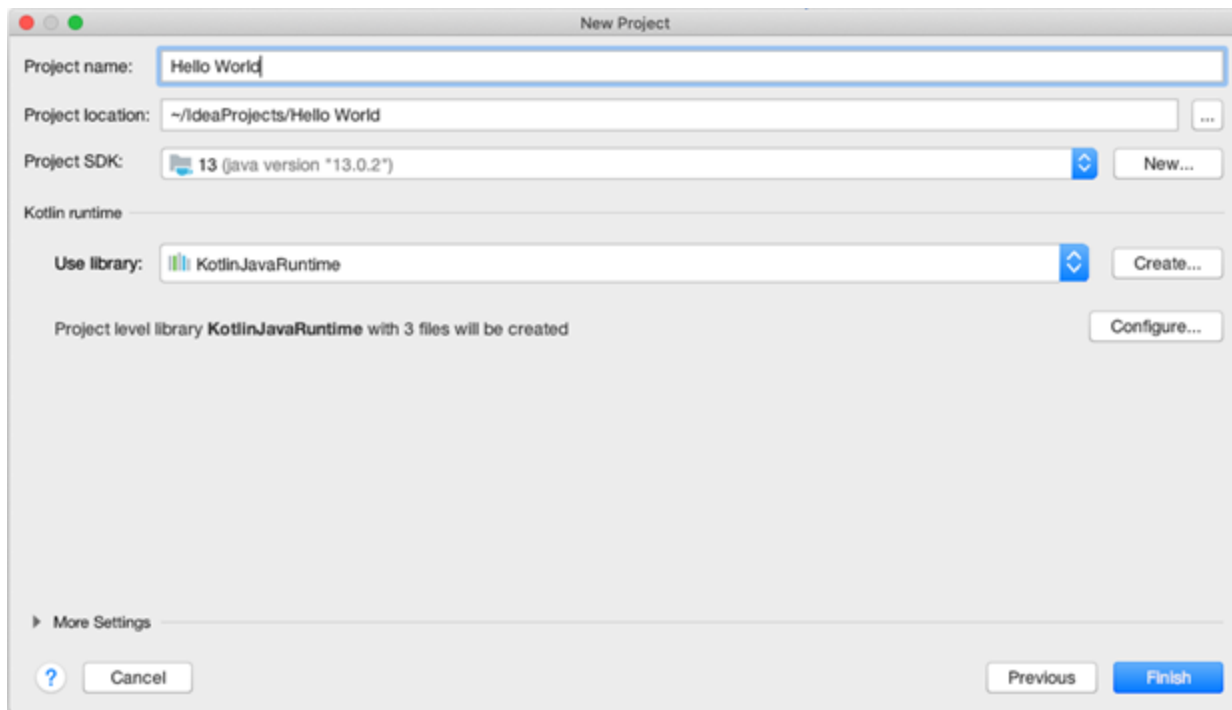 New Project
Project name: Hello World
Project location: ~/IdeaProjects/Hello World ...
Project SDK: 13 (java version "13.0.2") New...
Kotlin runtime
Use library: KotlinJavaRuntime Create...
Project level library KotlinJavaRuntime with 3 files will be created Configure...
More Settings
? Cancel Previous Finish